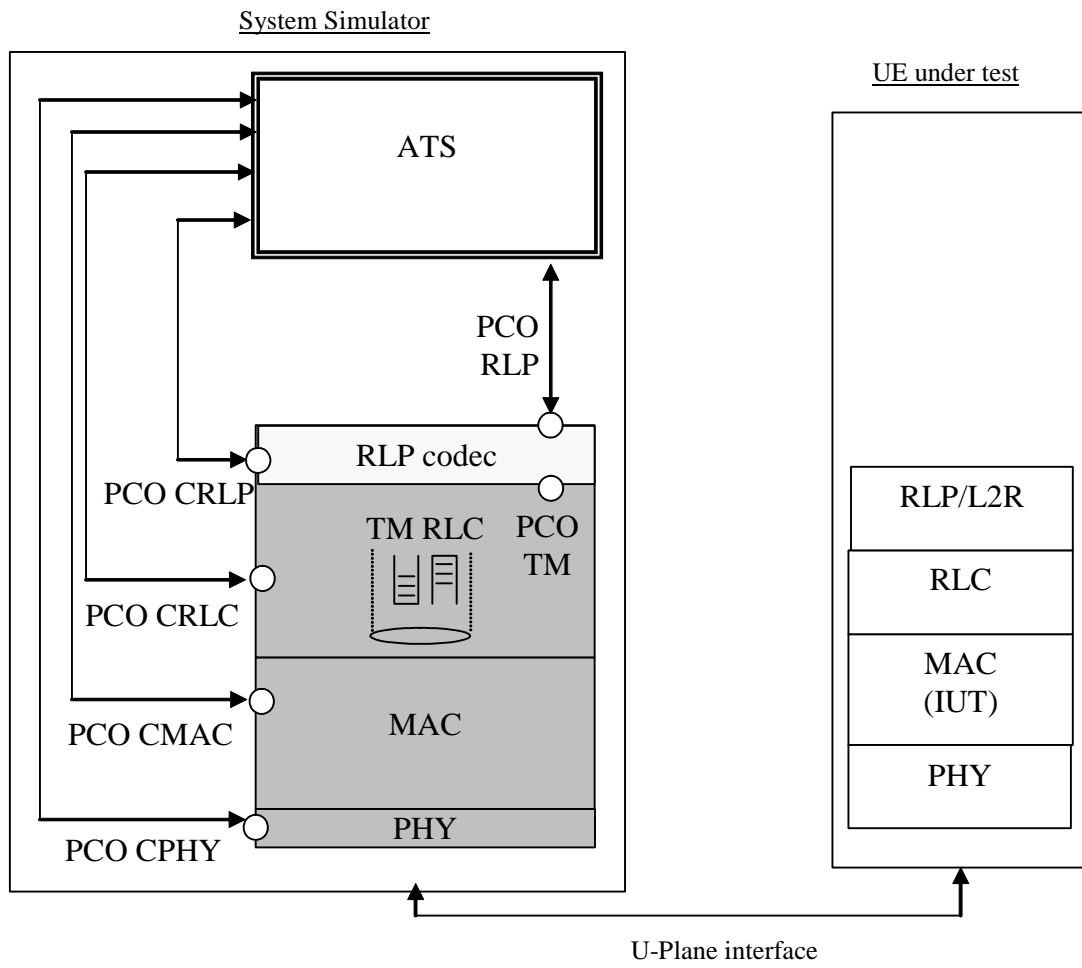 System Simulator
UE under test
ATS
PCO
RLP
RLP codec
PCO CRLP
TM RLC
PCO
TM
PCO CRLC
MAC
PCO CMAC
PHY
PCO CPHY
RLP/L2R
RLC
MAC
(IUT)
PHY
U-Plane interface